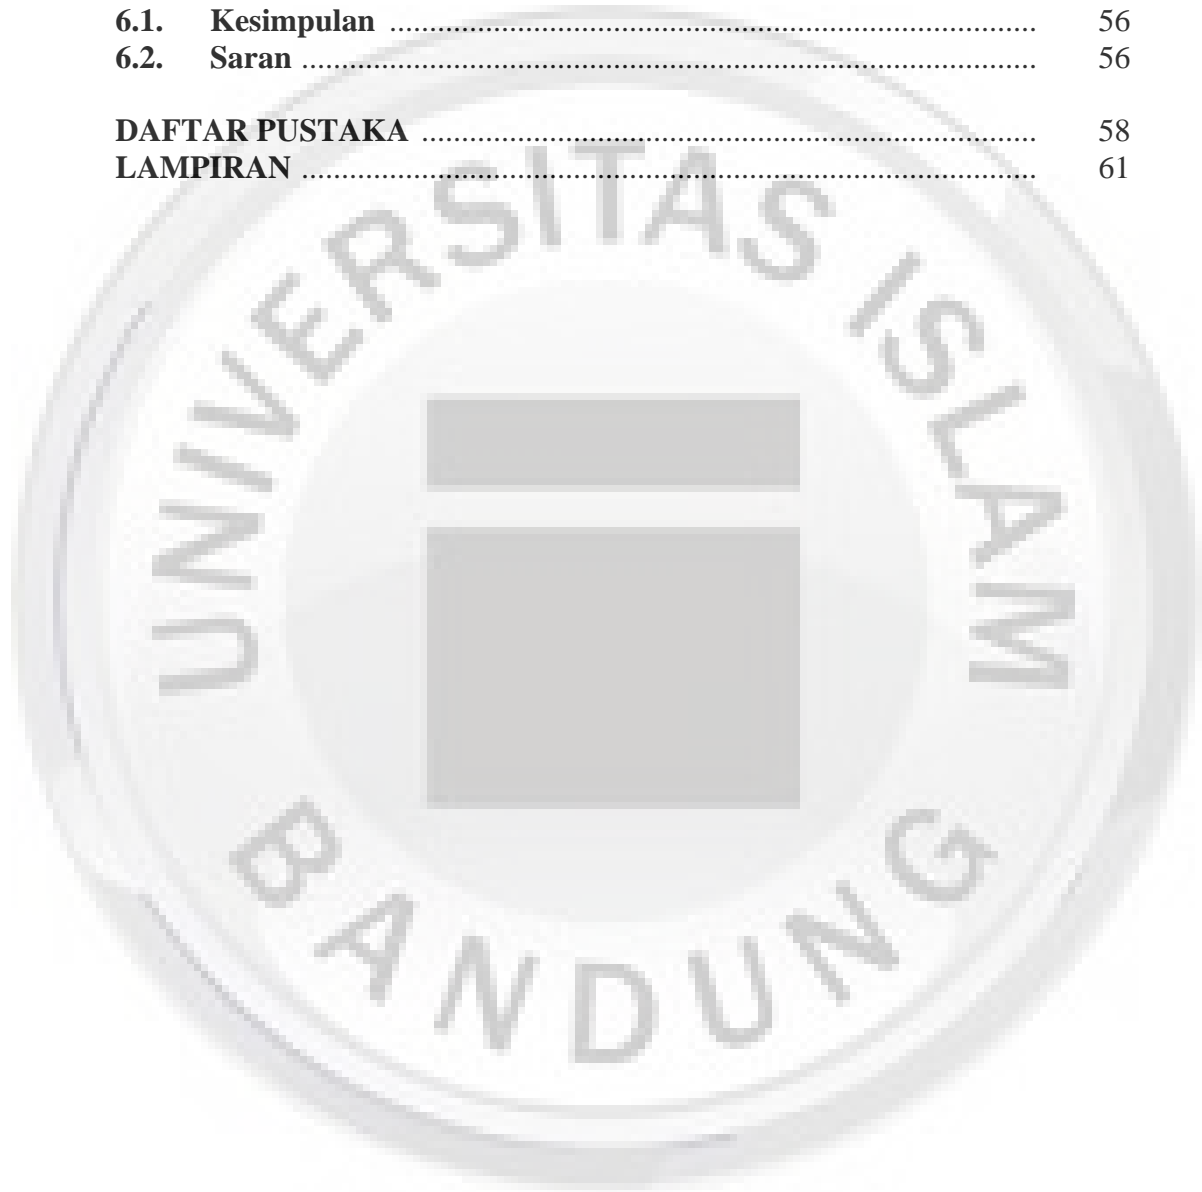 6.1. Kesimpulan ................................................................................. 56
6.2. Saran ............................................................................................ 56
DAFTAR PUSTAKA ............................................................................. 58
LAMPIRAN ............................................................................................ 61
UNIVERSITAS ISLAM
BANDUNG